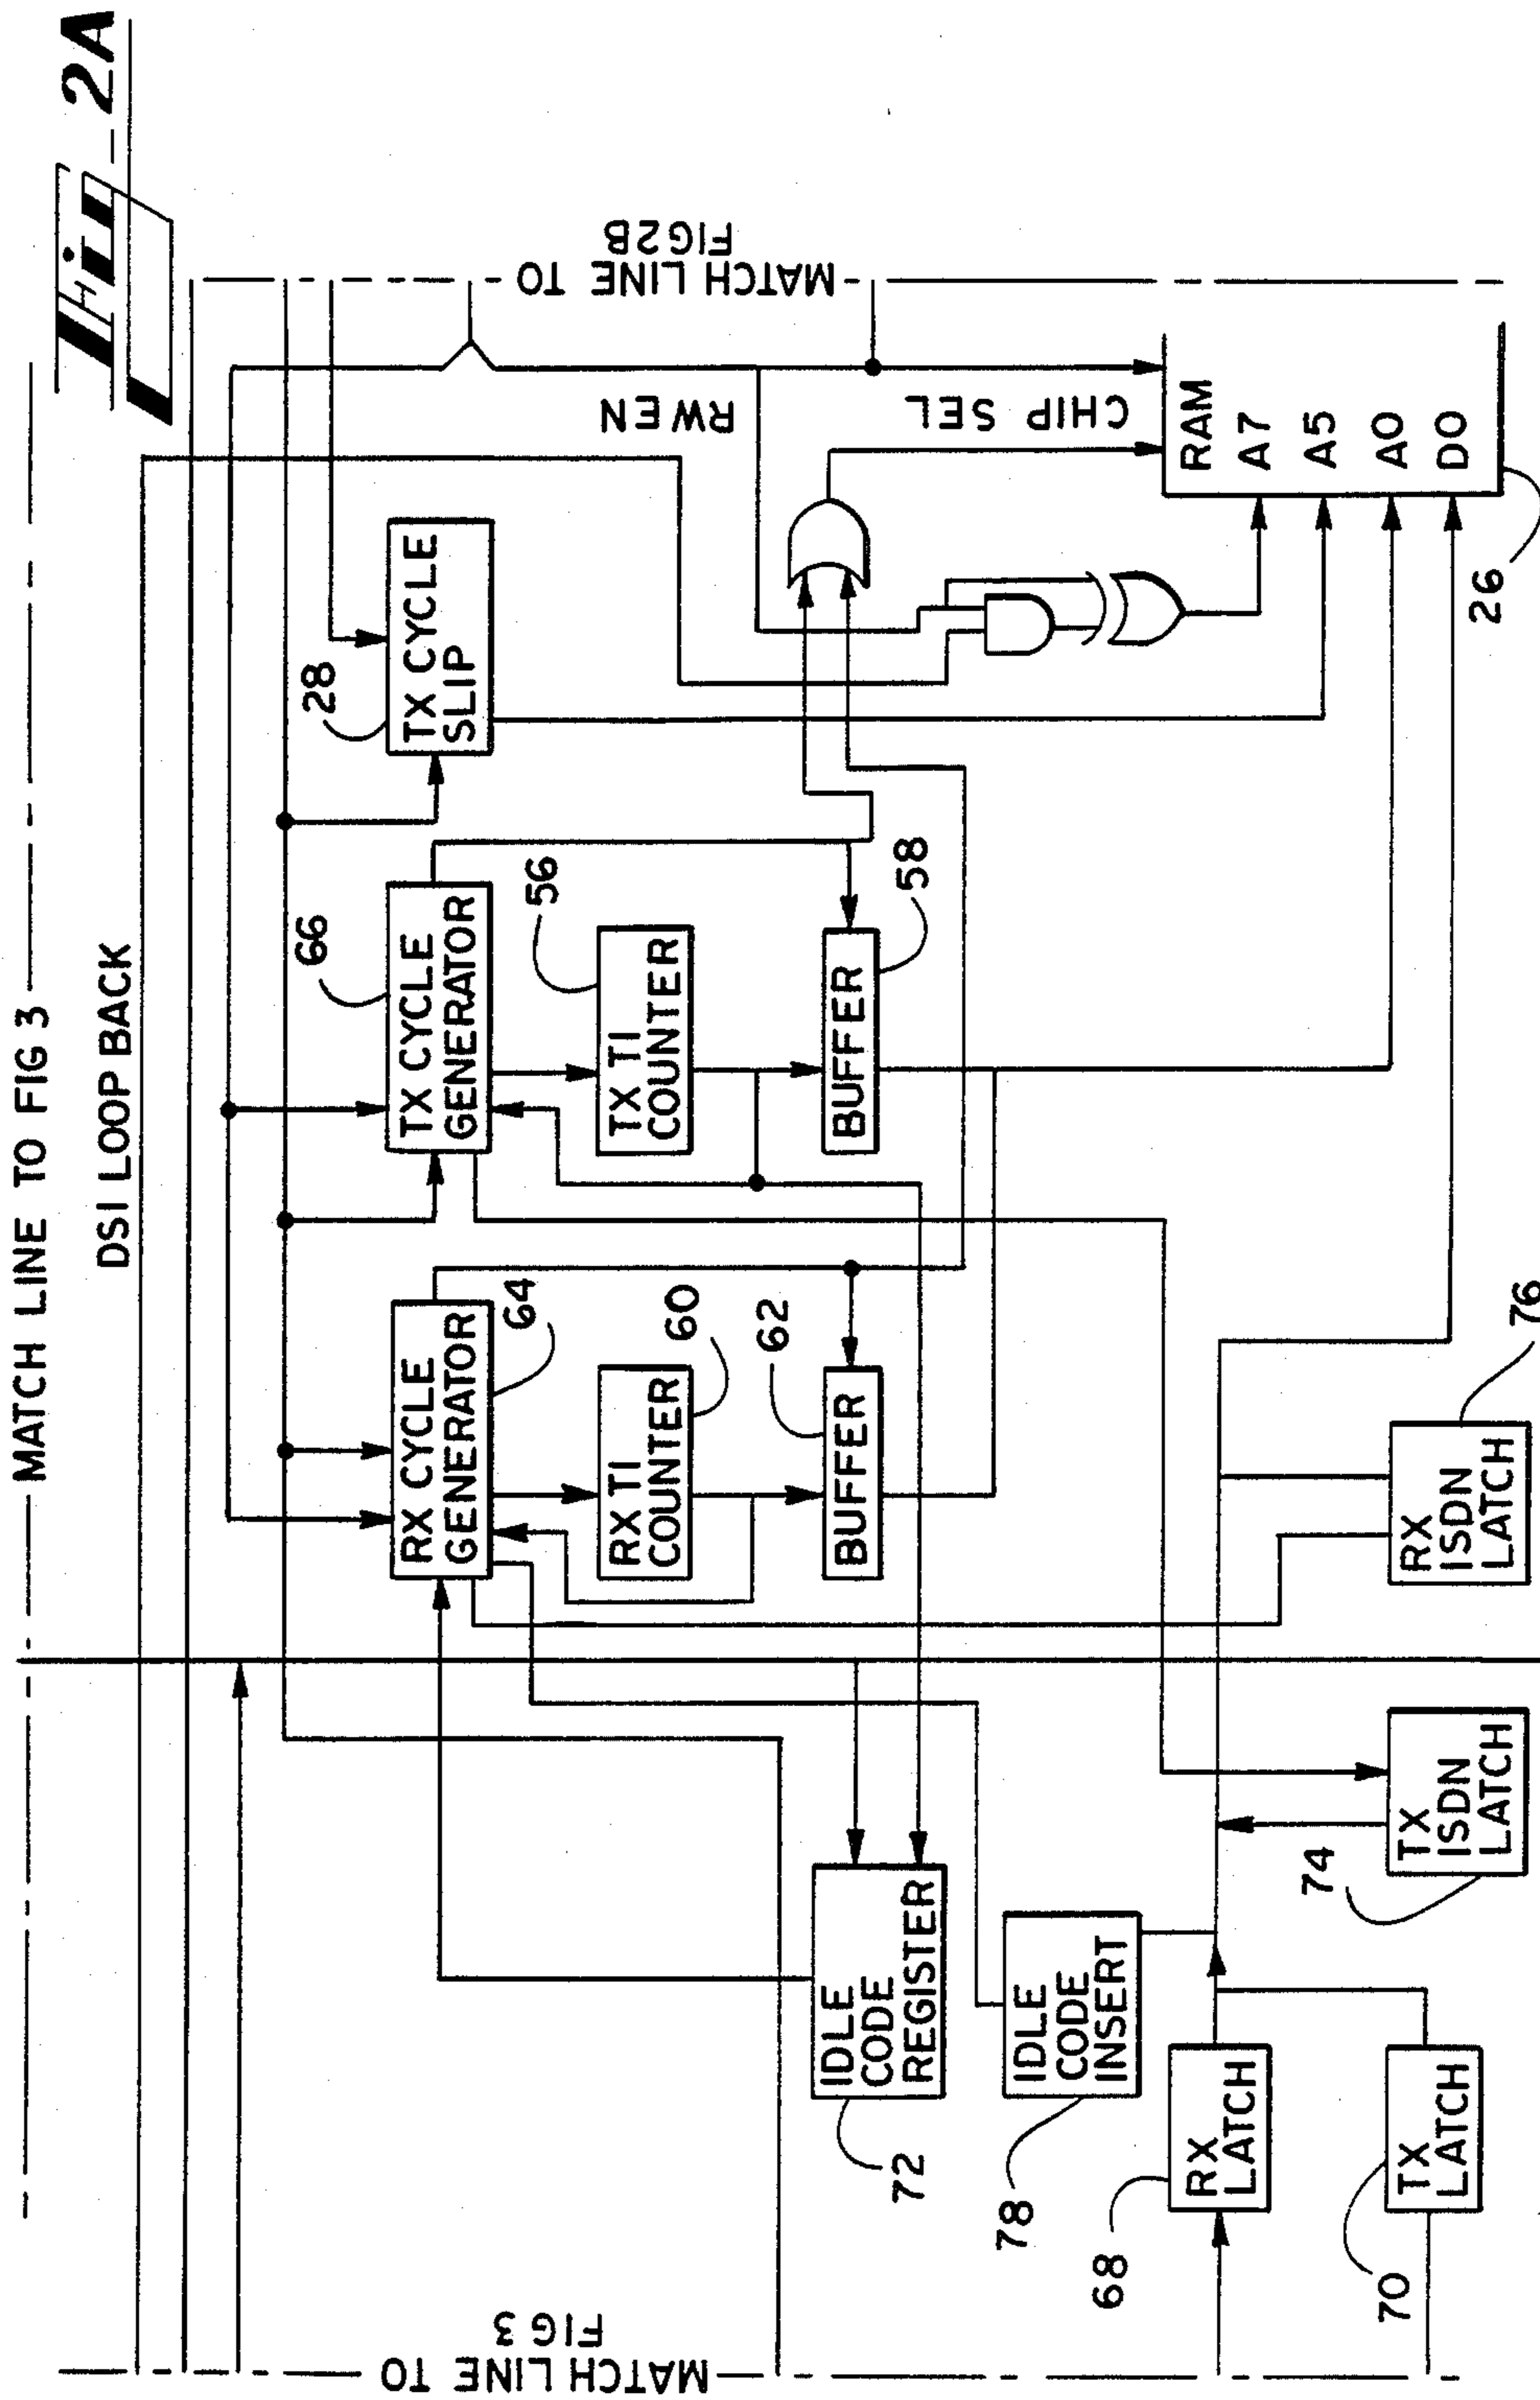 Fig 2A
MATCH LINE TO FIG 3
DSI LOOP BACK
MATCH LINE TO
FIG 2B
66
28
TX CYCLE
SLIP
TX CYCLE
GENERATOR
RX CYCLE
GENERATOR
64
56
TX TI
COUNTER
RX TI
COUNTER
60
62
BUFFER
BUFFER
58
RW EN
CHIP SEL
RAM
A7
A5
A0
D0
26
IDLE
CODE
REGISTER
72
IDLE
CODE
INSERT
78
RX
LATCH
68
TX
LATCH
70
TX
ISDN
LATCH
74
RX
ISDN
LATCH
76
MATCH LINE TO
FIG 3